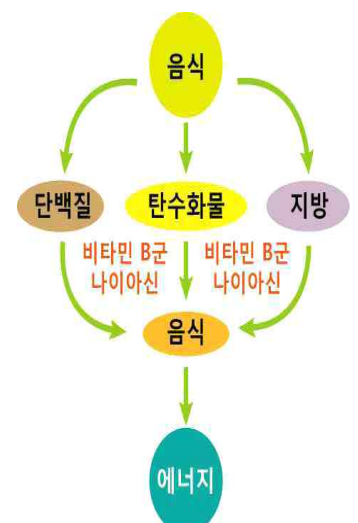 음식
단백질
탄수화물
지방
비타민 B군
나이아신
비타민 B군
나이아신
음식
에너지